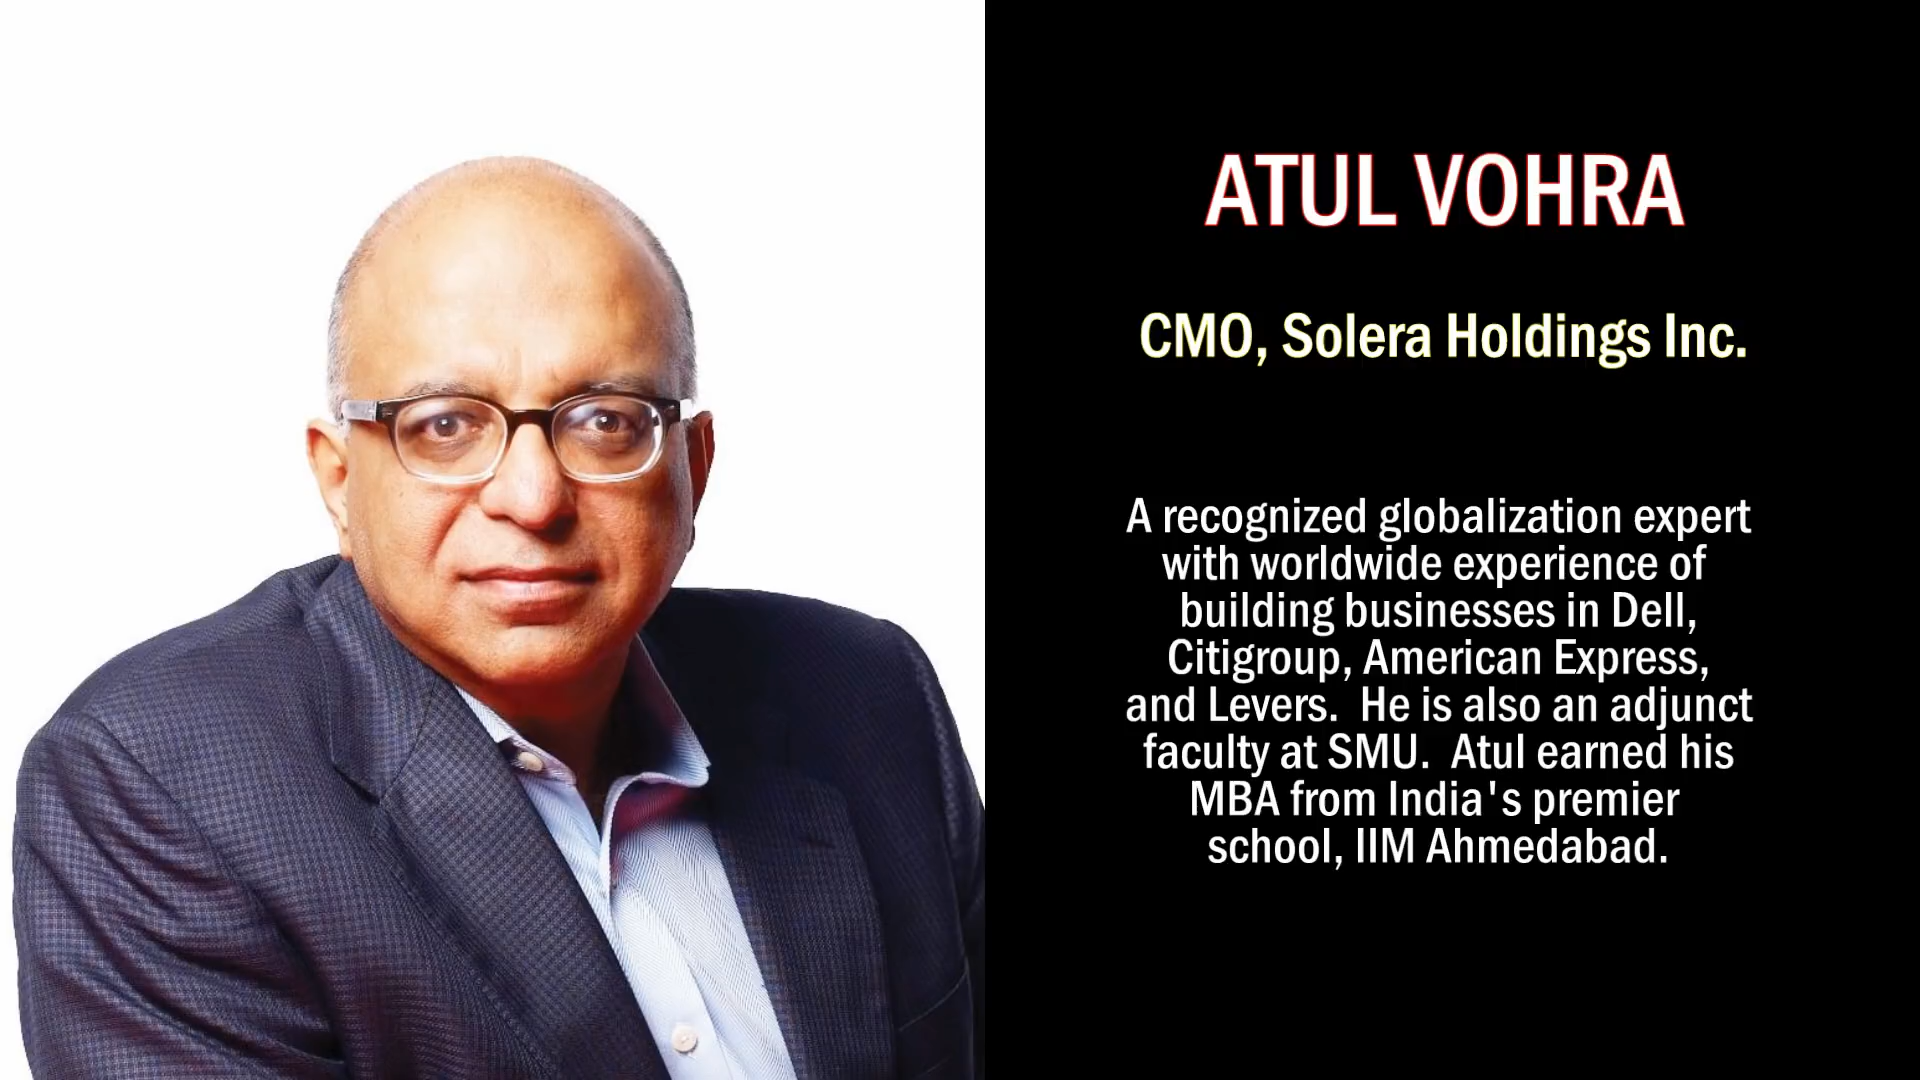 ATUL VOHRA
CMO, Solera Holdings Inc.
A recognized globalization expert
with worldwide experience of
building businesses in Dell,
Citigroup, American Express,
and Levers.  He is also an adjunct
faculty at SMU.  Atul earned his
MBA from India's premier
school, IIM Ahmedabad.